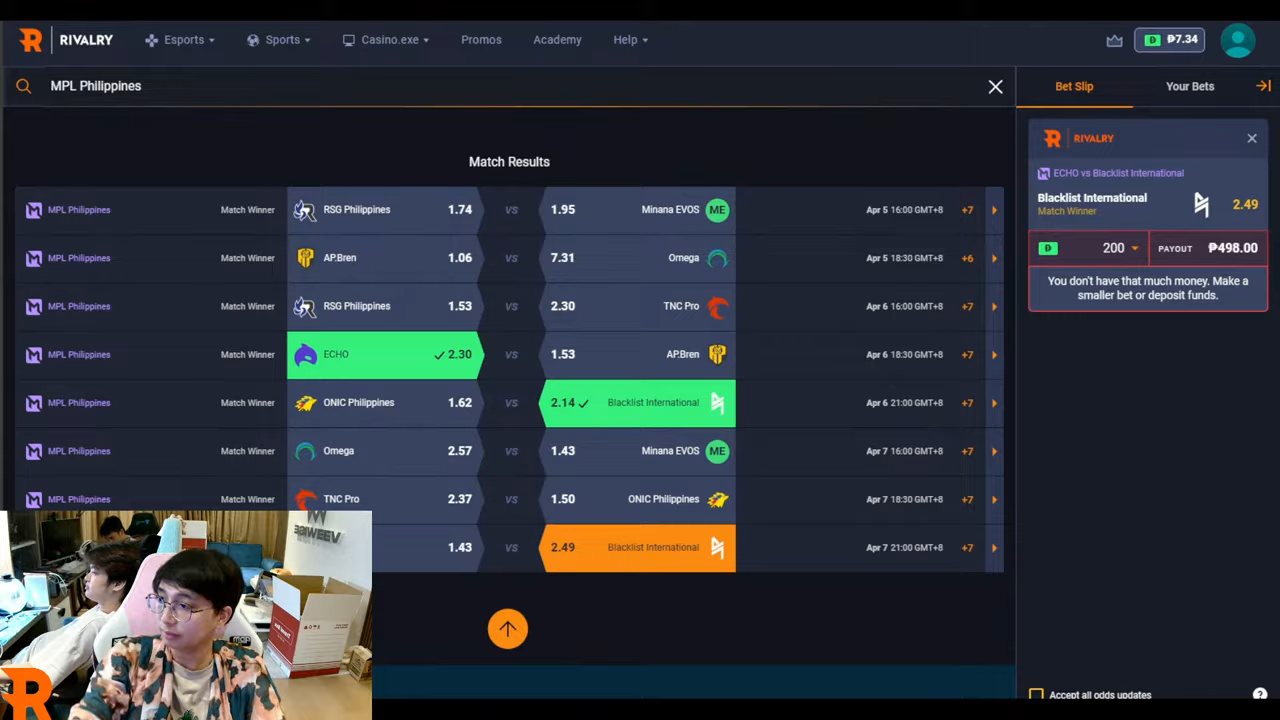 RIVALRY
Esports
Sports
Casino.exe
Promos
Academy
Help
₱7.34
MPL Philippines
Bet Slip
Your Bets
Match Results
RIVALRY
ECHO vs Blacklist International
Blacklist International
Match Winner
2.49
200
PAYOUT
₱498.00
You don't have that much money. Make a
smaller bet or deposit funds.
MPL Philippines Match Winner RSG Philippines 1.74 VS 1.95 Minana EVOS ME Apr 5 16:00 GMT+8 +7
MPL Philippines Match Winner AP.Bren 1.06 VS 7.31 Omega Apr 5 18:30 GMT+8 +6
MPL Philippines Match Winner RSG Philippines 1.53 VS 2.30 TNC Pro Apr 6 16:00 GMT+8 +7
MPL Philippines Match Winner ECHO 2.30 VS 1.53 AP.Bren Apr 6 18:30 GMT+8 +7
MPL Philippines Match Winner ONIC Philippines 1.62 VS 2.14 Blacklist International Apr 6 21:00 GMT+8 +7
MPL Philippines Match Winner Omega 2.57 VS 1.43 Minana EVOS ME Apr 7 16:00 GMT+8 +7
MPL Philippines Match Winner TNC Pro 2.37 VS 1.50 ONIC Philippines Apr 7 18:30 GMT+8 +7
1.43 VS 2.49 Blacklist International Apr 7 21:00 GMT+8 +7
Accept all odds updates